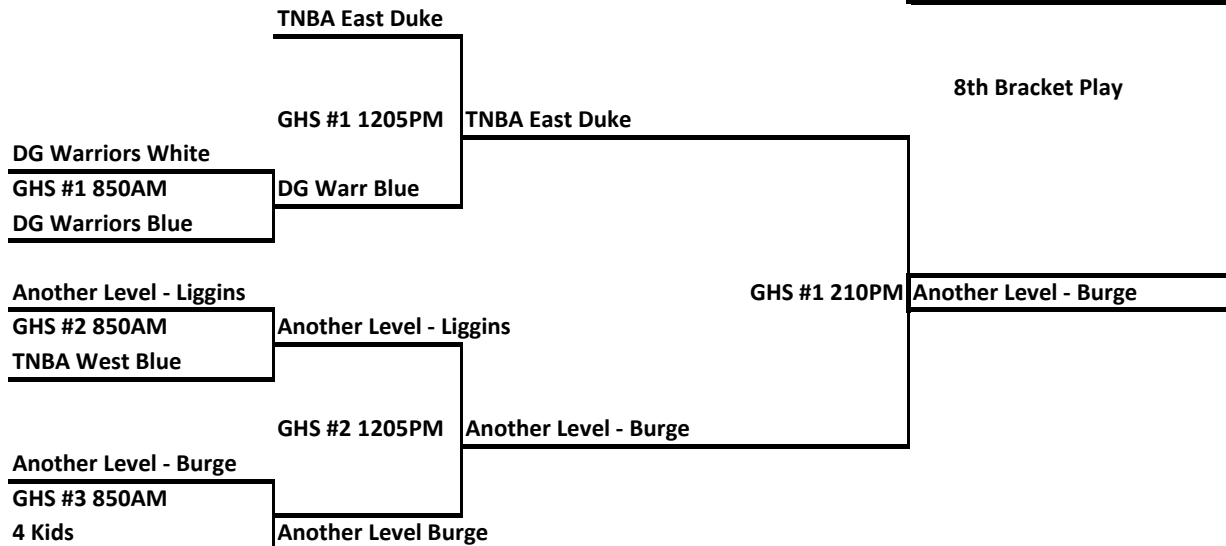 TNBA East Duke
8th Bracket Play
GHS #1 1205PM
TNBA East Duke
DG Warriors White
GHS #1 850AM
DG Warr Blue
DG Warriors Blue
Another Level - Liggins
GHS #1 210PM
Another Level - Burge
GHS #2 850AM
Another Level - Liggins
TNBA West Blue
GHS #2 1205PM
Another Level - Burge
Another Level - Burge
GHS #3 850AM
4 Kids
Another Level Burge